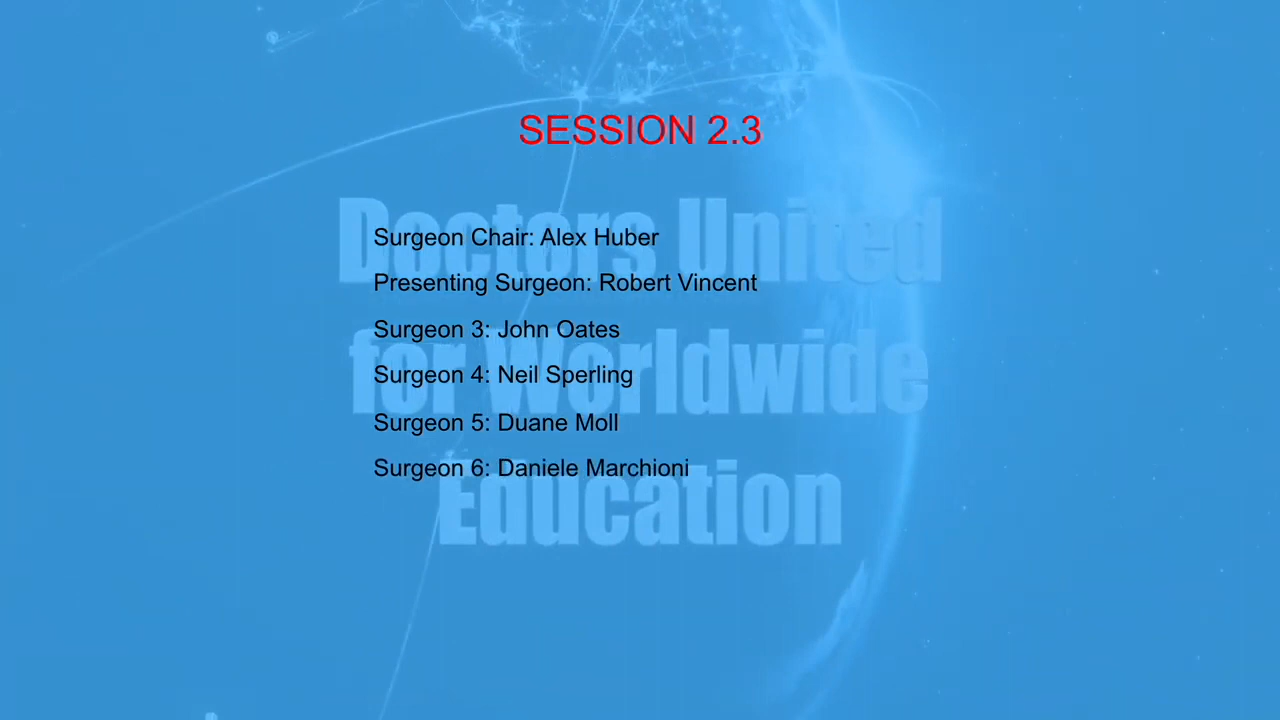 SESSION 2.3
Doctors United
Surgeon Chair: Alex Huber
Presenting Surgeon: Robert Vincent
Surgeon 3: John Oates
for Worldwide
Surgeon 4: Neil Sperling
Surgeon 5: Duane Moll
Surgeon 6: Daniele Marchioni
Education